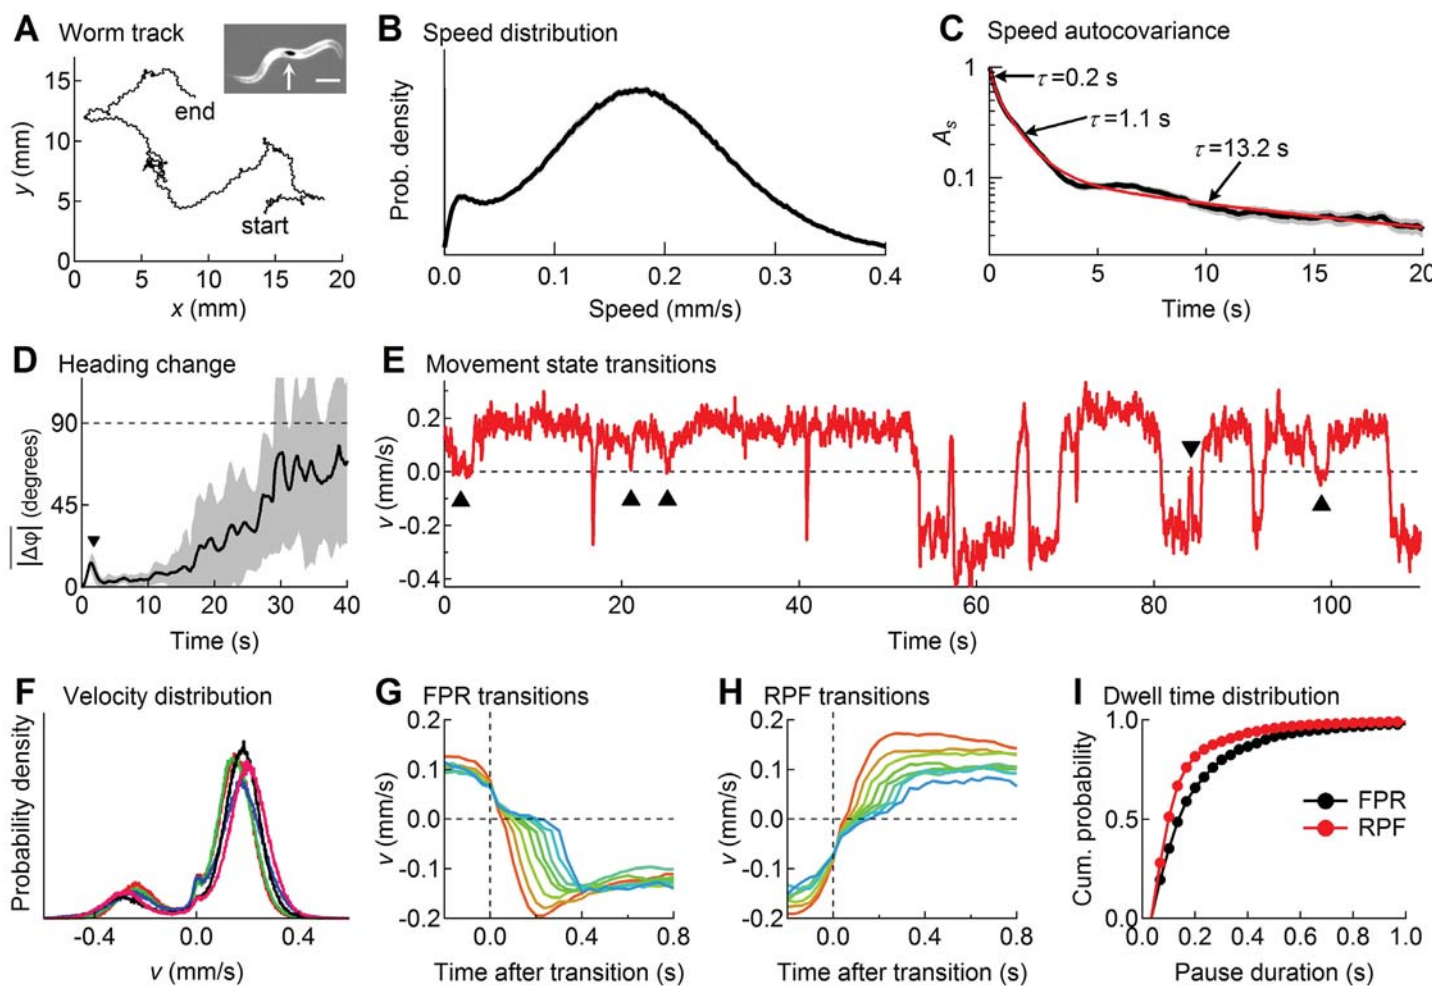 A Worm track
15
10
5
0
y (mm)
0 5 10 15 20
x (mm)
end
start
B Speed distribution
Prob. density
0.0 0.1 0.2 0.3 0.4
Speed (mm/s)
C Speed autocovariance
1
0.1
As
τ=0.2 s
τ=1.1 s
τ=13.2 s
0 5 10 15 20
Time (s)
D Heading change
90
45
0
|Δφ| (degrees)
0 10 20 30 40
Time (s)
E Movement state transitions
0.2
0.0
-0.2
-0.4
v (mm/s)
0 20 40 60 80 100
Time (s)
F Velocity distribution
Probability density
-0.4 0.0 0.4
v (mm/s)
G FPR transitions
0.2
0.1
0.0
-0.1
-0.2
v (mm/s)
0.0 0.4 0.8
Time after transition (s)
H RPF transitions
0.2
0.1
0.0
-0.1
-0.2
v (mm/s)
0.0 0.4 0.8
Time after transition (s)
I Dwell time distribution
1.0
0.5
0.0
Cum. probability
FPR
RPF
0.0 0.2 0.4 0.6 0.8 1.0
Pause duration (s)